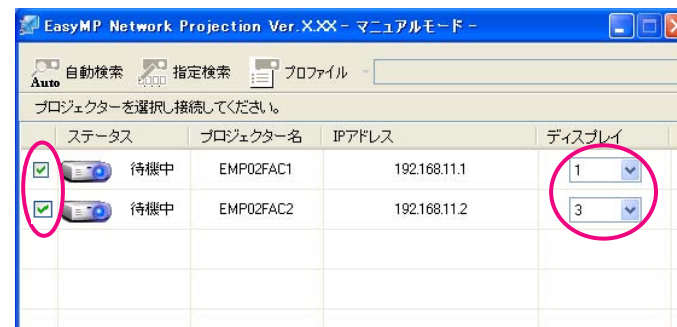 EasyMP Network Projection Ver.X.XX - マニュアルモード -
Auto 自動検索 指定検索 プロファイル
プロジェクターを選択し接続してください。
ステータス プロジェクター名 IPアドレス ディスプレイ
待機中 EMP02FAC1 192.168.11.1 1
待機中 EMP02FAC2 192.168.11.2 3